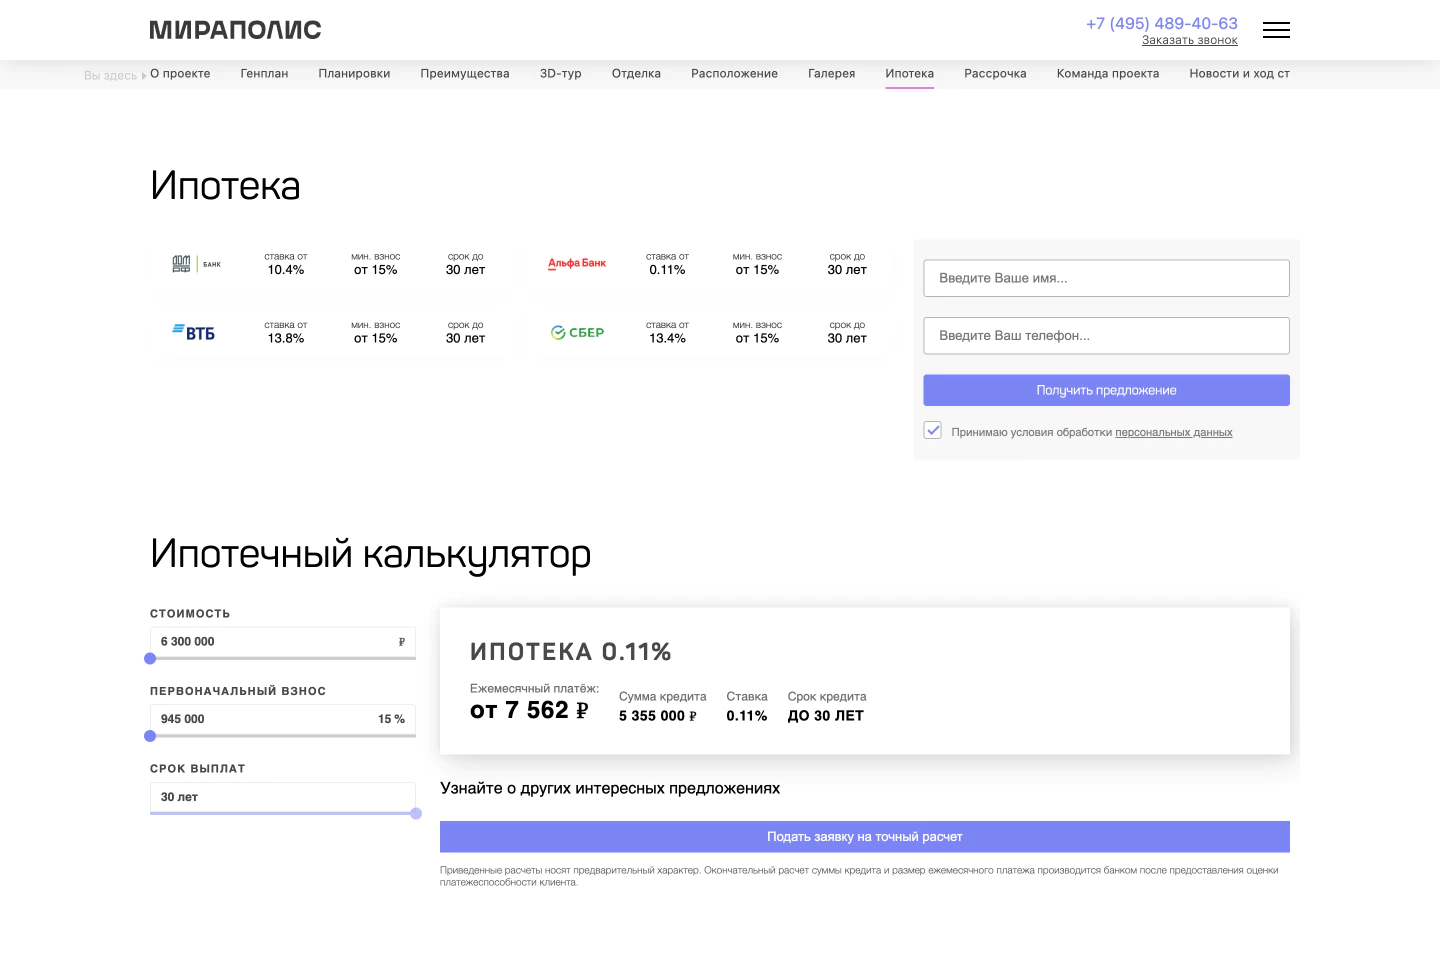 МИРАПОЛИС
+7 (495) 489-40-63
Заказать звонок
Вы здесь
О проекте
Генплан
Планировки
Преимущества
3D-тур
Отделка
Расположение
Галерея
Ипотека
Рассрочка
Команда проекта
Новости и ход ст
Ипотека
ДОМ РФ БАНК
ставка от
10.4%
мин. взнос
от 15%
срок до
30 лет
Альфа Банк
ставка от
0.11%
мин. взнос
от 15%
срок до
30 лет
ВТБ
ставка от
13.8%
мин. взнос
от 15%
срок до
30 лет
СБЕР
ставка от
13.4%
мин. взнос
от 15%
срок до
30 лет
Введите Ваше имя...
Введите Ваш телефон...
Получить предложение
Принимаю условия обработки персональных данных
Ипотечный калькулятор
СТОИМОСТЬ
6 300 000 ₽
ПЕРВОНАЧАЛЬНЫЙ ВЗНОС
945 000 15 %
СРОК ВЫПЛАТ
30 лет
ИПОТЕКА 0.11%
Ежемесячный платёж:
от 7 562 ₽
Сумма кредита
5 355 000 ₽
Ставка
0.11%
Срок кредита
ДО 30 ЛЕТ
Узнайте о других интересных предложениях
Подать заявку на точный расчет
Приведенные расчеты носят предварительный характер. Окончательный расчет суммы кредита и размер ежемесячного платежа производится банком после предоставления оценки
платежеспособности клиента.